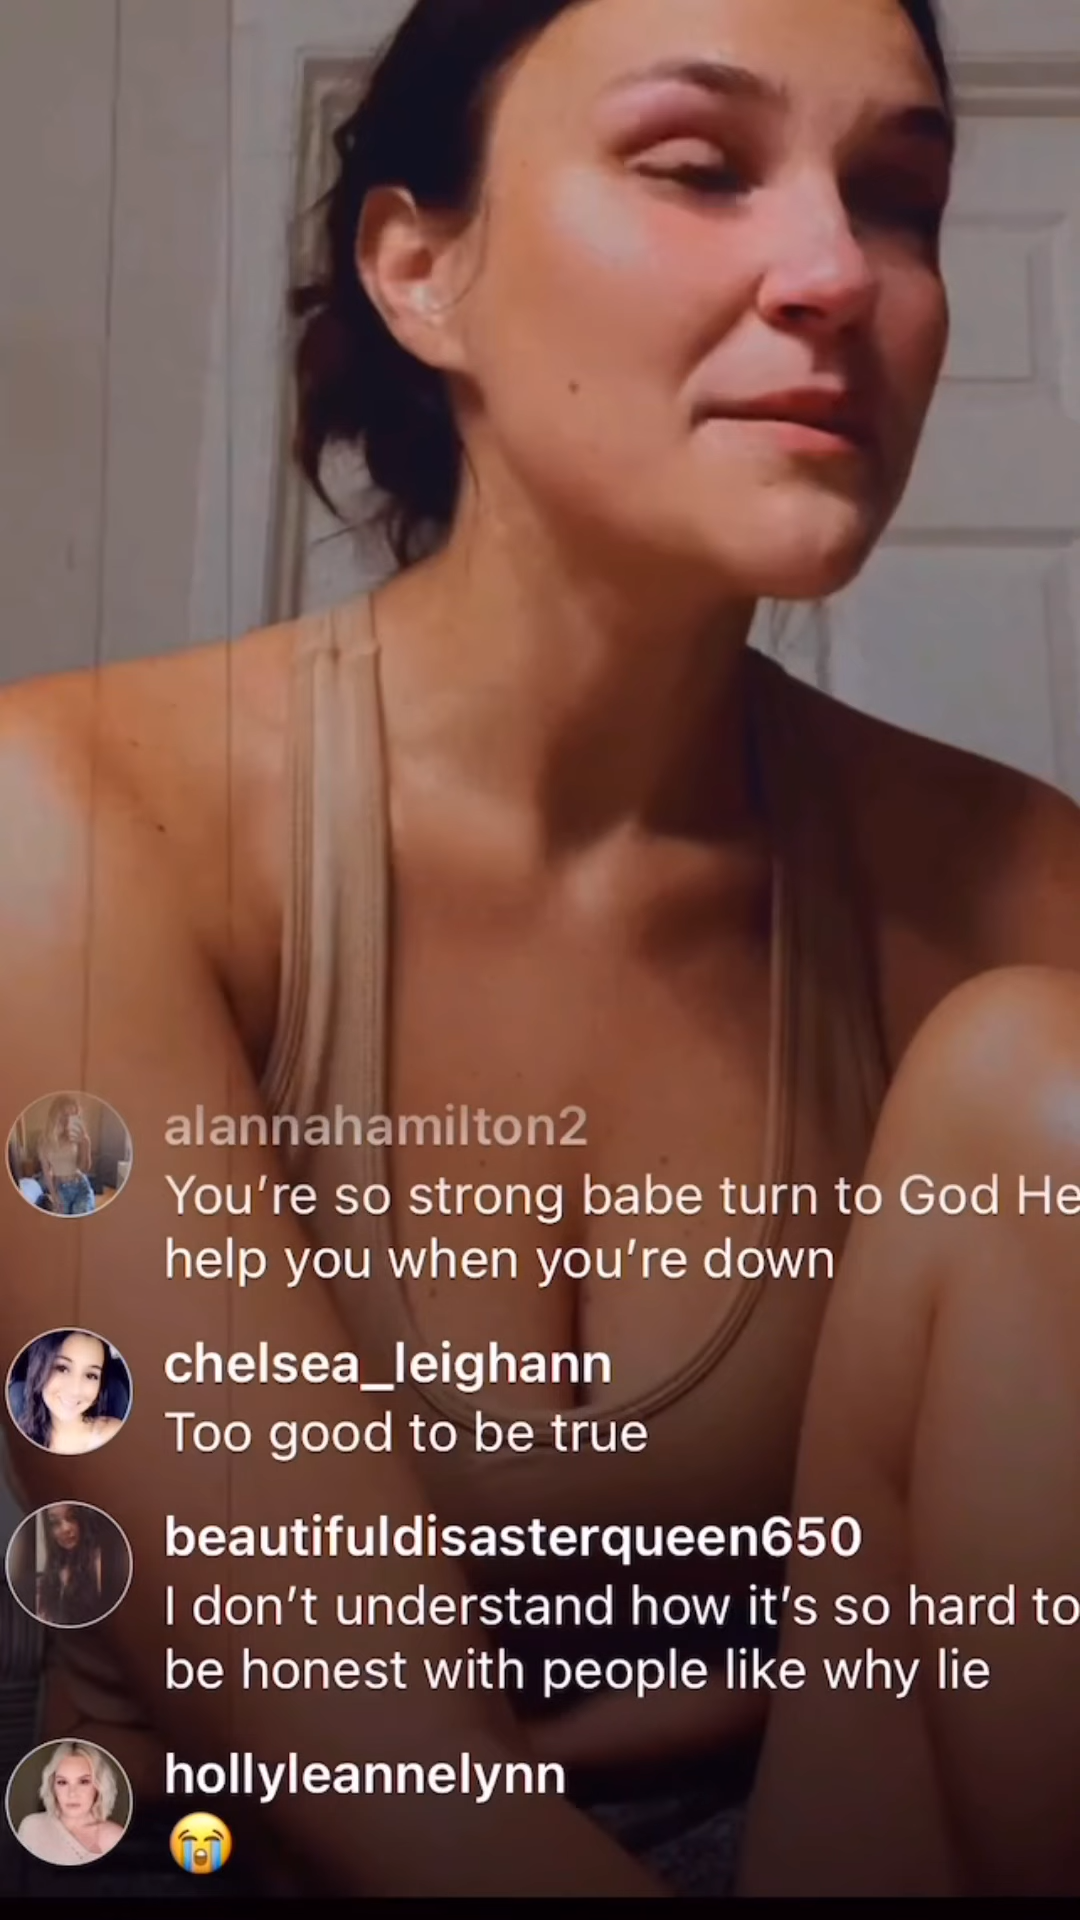 alannahamilton2
You’re so strong babe turn to God He
help you when you’re down
chelsea_leighann
Too good to be true
beautifuldisasterqueen650
I don’t understand how it’s so hard to
be honest with people like why lie
hollyleannelynn
😭